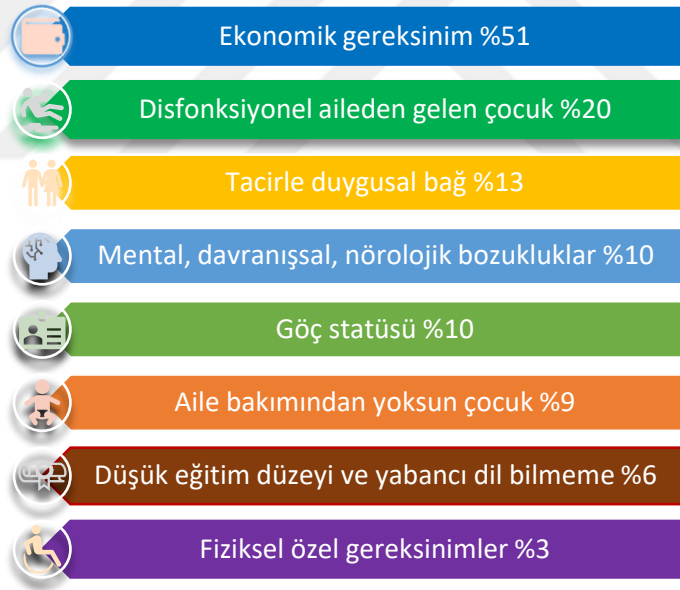 Ekonomik gereksinim %51
Disfonksiyonel aileden gelen çocuk %20
Tacirle duygusal bağ %13
Mental, davranışsal, nörolojik bozukluklar %10
Göç statüsü %10
Aile bakımından yoksun çocuk %9
Düşük eğitim düzeyi ve yabancı dil bilmeme %6
Fiziksel özel gereksinimler %3